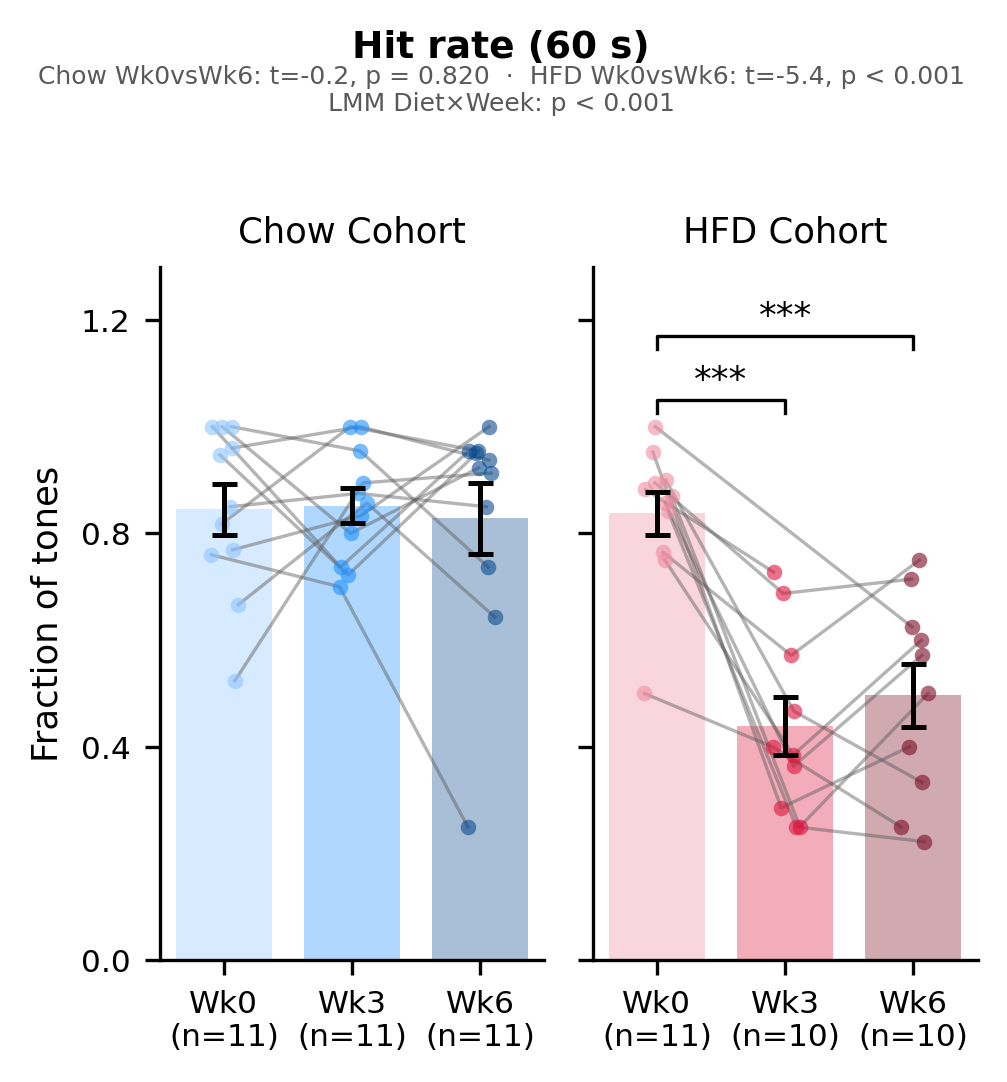 Hit rate (60 s)
Chow Wk0vsWk6: t=-0.2, p = 0.820 · HFD Wk0vsWk6: t=-5.4, p < 0.001
LMM Diet×Week: p < 0.001
Chow Cohort
HFD Cohort
Fraction of tones
1.2
0.8
0.4
0.0
***
***
Wk0 Wk3 Wk6 Wk0 Wk3 Wk6
(n=11) (n=11) (n=11) (n=11) (n=10) (n=10)